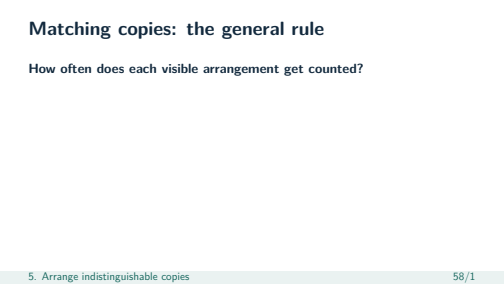 Matching copies: the general rule
How often does each visible arrangement get counted?
5. Arrange indistinguishable copies
58/1